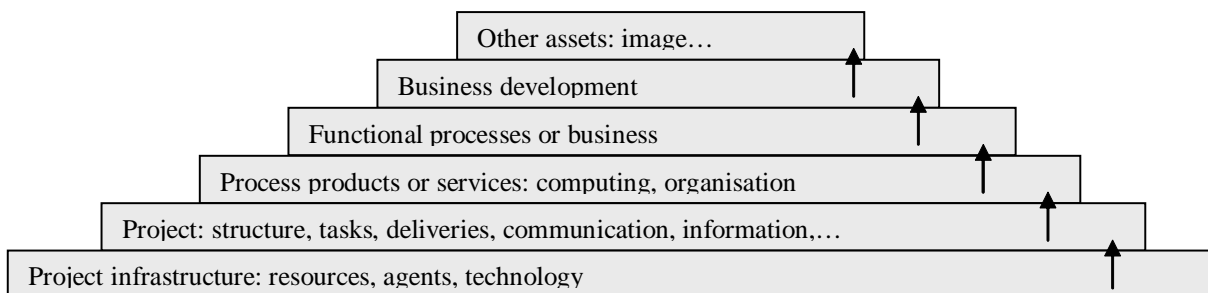 Other assets: image…
Business development
Functional processes or business
Process products or services: computing, organisation
Project: structure, tasks, deliveries, communication, information,…
Project infrastructure: resources, agents, technology